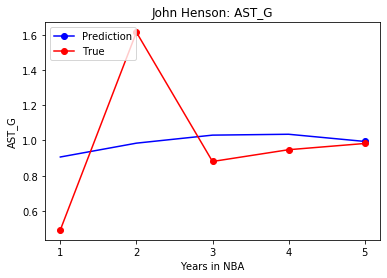 John Henson: AST_G
Prediction
True
AST_G
1.6
1.4
1.2
1.0
0.8
0.6
1 2 3 4 5
Years in NBA